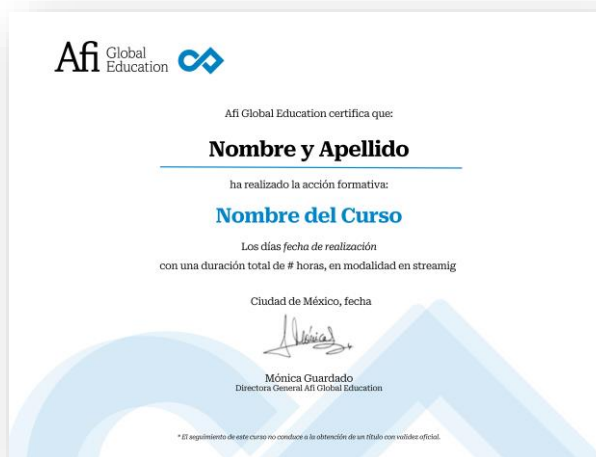 Afi Global
Education
Afi Global Education certifica que:
Nombre y Apellido
ha realizado la acción formativa:
Nombre del Curso
Los días fecha de realización
con una duración total de # horas, en modalidad en streamig
Ciudad de México, fecha
Mónica Guardado
Directora General Afi Global Education
* El seguimiento de este curso no conduce a la obtención de un título con validez oficial.